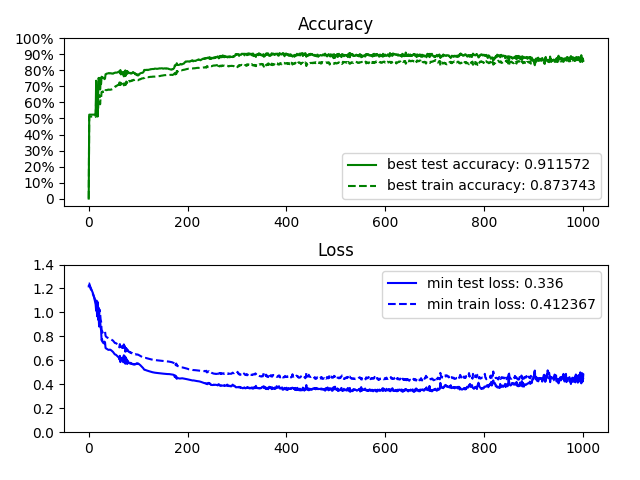 Accuracy
100%
90%
80%
70%
60%
50%
40%
30%
20%
10%
0
best test accuracy: 0.911572
best train accuracy: 0.873743
0 200 400 600 800 1000
Loss
1.4
1.2
1.0
0.8
0.6
0.4
0.2
0.0
min test loss: 0.336
min train loss: 0.412367
0 200 400 600 800 1000